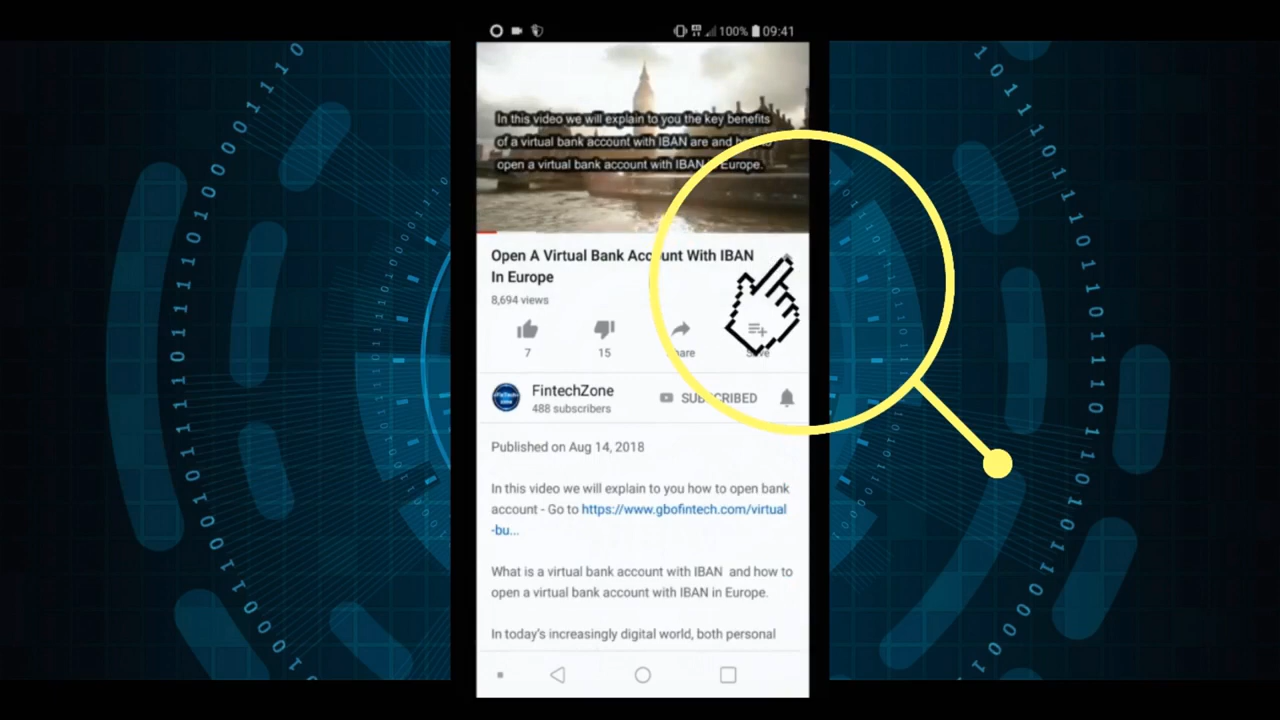 100% 09:41
In this video we will explain to you the key benefits
of a virtual bank account with IBAN are and how to
open a virtual bank account with IBAN in Europe.
Open A Virtual Bank Account With IBAN
In Europe
8,694 views
7 15 Share Save
FintechZone
488 subscribers
SUBSCRIBED
Published on Aug 14, 2018
In this video we will explain to you how to open bank
account - Go to https://www.gbofintech.com/virtual
-bu...
What is a virtual bank account with IBAN and how to
open a virtual bank account with IBAN in Europe.
In today's increasingly digital world, both personal